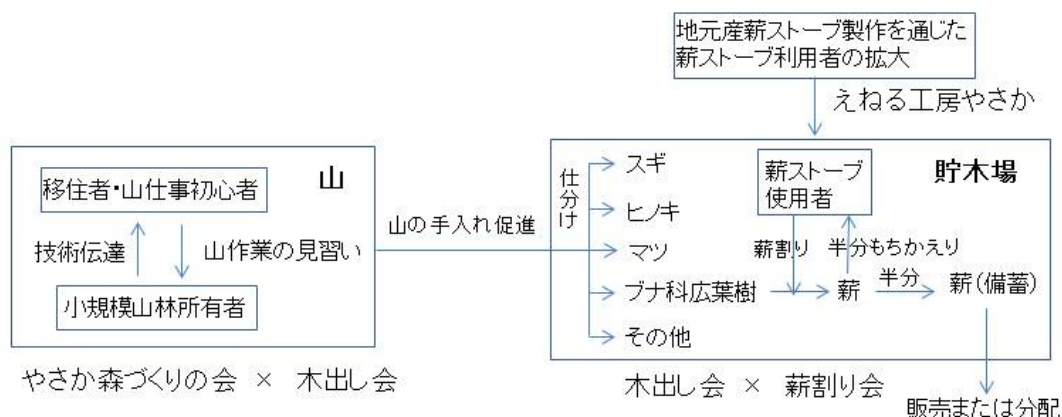 地元産薪ストーブ製作を通じた
薪ストーブ利用者の拡大
えねる工房やさか
山
移住者・山仕事初心者
技術伝達
山作業の見習い
小規模山林所有者
やさか森づくりの会 × 木出し会
山の手入れ促進
貯木場
仕分け
スギ
ヒノキ
マツ
ブナ科広葉樹
その他
薪ストーブ
使用者
薪割り
半分もちかえり
薪
半分
薪(備蓄)
木出し会 × 薪割り会
販売または分配